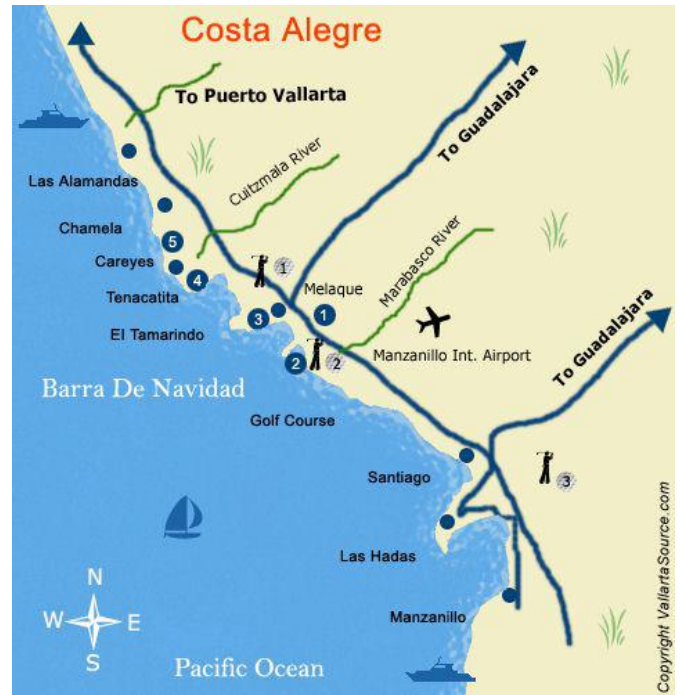 Costa Alegre
To Puerto Vallarta
To Guadalajara
Cuitzmala River
Las Alamandas
Marabasco River
Chamela
5
Careyes
4
1
Melaque
Tenacatita
3
1
El Tamarindo
2
2
Manzanillo Int. Airport
To Guadalajara
Barra De Navidad
Golf Course
Santiago
3
Las Hadas
N
W
E
S
Manzanillo
Pacific Ocean
Copyright VallartaSource.com